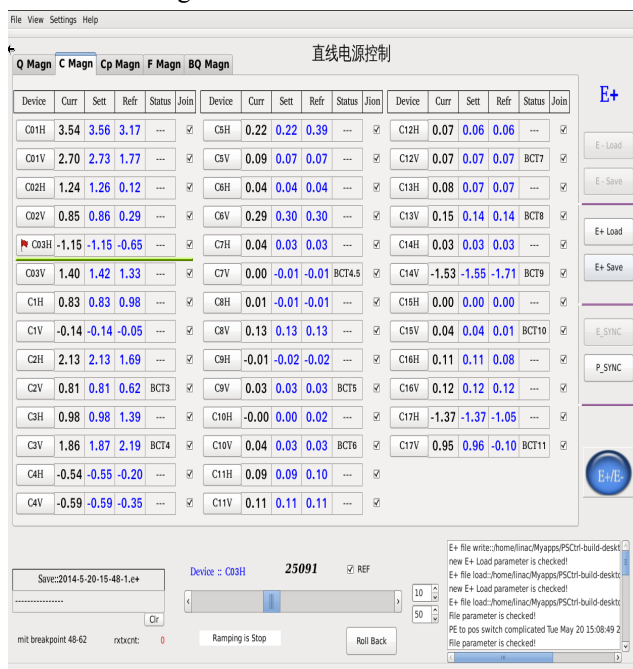 File View Settings Help
Q Magn C Magn Cp Magn F Magn BQ Magn
直线电源控制
E+
Device Curr Sett Refr Status Join Device Curr Sett Refr Status Jion Device Curr Sett Refr Status Join
C01H 3.54 3.56 3.17 --- C5H 0.22 0.22 0.39 --- C12H 0.07 0.06 0.06 ---
E - Load
C01V 2.70 2.73 1.77 --- C5V 0.09 0.07 0.07 --- C12V 0.07 0.07 0.07 BCT7
C02H 1.24 1.26 0.12 --- C6H 0.04 0.04 0.04 --- C13H 0.08 0.07 0.07 ---
E - Save
C02V 0.85 0.86 0.29 --- C6V 0.29 0.30 0.30 --- C13V 0.15 0.14 0.14 BCT8
E+ Load
C03H -1.15 -1.15 -0.65 --- C7H 0.04 0.03 0.03 --- C14H 0.03 0.03 0.03 ---
C03V 1.40 1.42 1.33 --- C7V 0.00 -0.01 -0.01 BCT4.5 C14V -1.53 -1.55 -1.71 BCT9
E+ Save
C1H 0.83 0.83 0.98 --- C8H 0.01 -0.01 -0.01 --- C15H 0.00 0.00 0.00 ---
C1V -0.14 -0.14 -0.05 --- C8V 0.13 0.13 0.13 --- C15V 0.04 0.04 0.01 BCT10
E_SYNC
C2H 2.13 2.13 1.69 --- C9H -0.01 -0.02 -0.02 --- C16H 0.11 0.11 0.08 ---
P_SYNC
C2V 0.81 0.81 0.62 BCT3 C9V 0.03 0.03 0.03 BCT5 C16V 0.12 0.12 0.12 ---
C3H 0.98 0.98 1.39 --- C10H -0.00 0.00 0.02 --- C17H -1.37 -1.37 -1.05 ---
C3V 1.86 1.87 2.19 BCT4 C10V 0.04 0.03 0.03 BCT6 C17V 0.95 0.96 -0.10 BCT11
C4H -0.54 -0.55 -0.20 --- C11H 0.09 0.09 0.10 ---
E+/E-
C4V -0.59 -0.59 -0.35 --- C11V 0.11 0.11 0.11 ---
Save::2014-5-20-15-48-1.e+
----------------
Clr
mit breakpoint 48-62 rxtxcnt: 0
Device :: C03H 25091 REF
10
50
Ramping is Stop Roll Back
E+ file write::/home/linac/Myapps/PSCtrl-build-deskt
new E+ Load parameter is checked!
E+ file load::/home/linac/Myapps/PSCtrl-build-desktc
new E+ Load parameter is checked!
E+ file load::/home/linac/Myapps/PSCtrl-build-desktc
File parameter is checked!
PE to pos switch complicated Tue May 20 15:08:49 2
File parameter is checked!